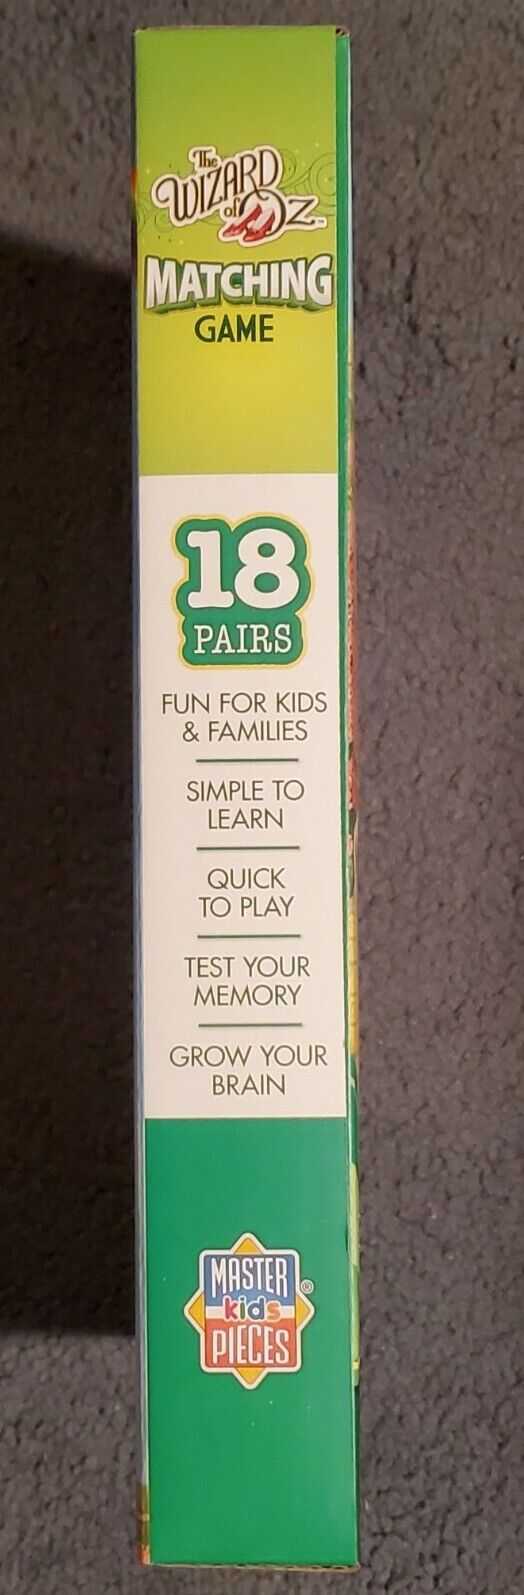 The
WIZARD
of OZ™
MATCHING
GAME
18
PAIRS
FUN FOR KIDS
& FAMILIES
SIMPLE TO
LEARN
QUICK
TO PLAY
TEST YOUR
MEMORY
GROW YOUR
BRAIN
MASTER
kids
PIECES
®